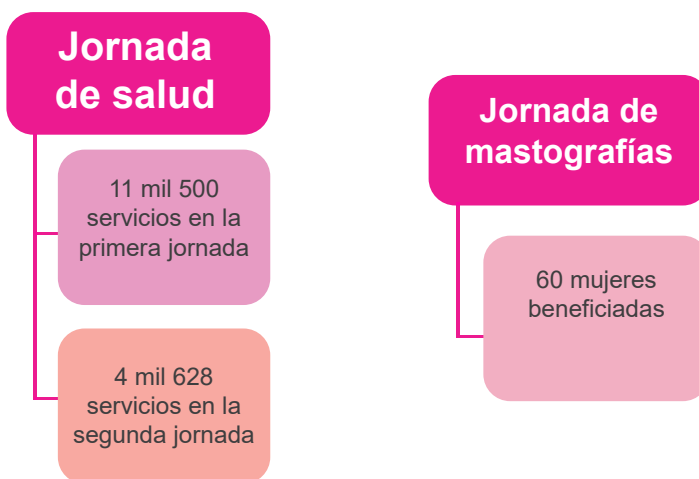 Jornada
de salud
11 mil 500
servicios en la
primera jornada
4 mil 628
servicios en la
segunda jornada
Jornada de
mastografías
60 mujeres
beneficiadas